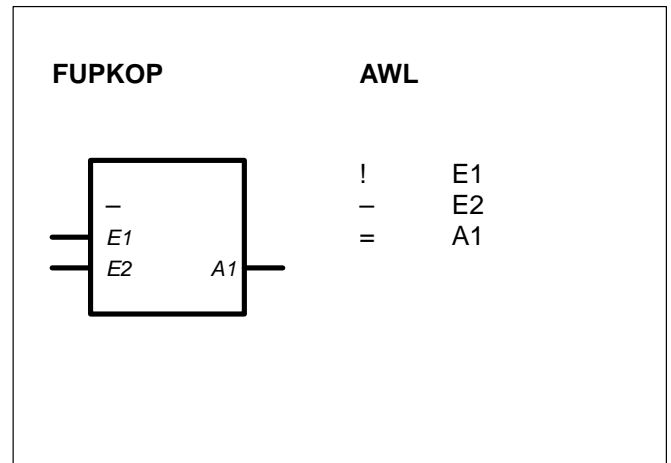 FUPKOP AWL
! E1
– E2
= A1
–
E1
E2 A1